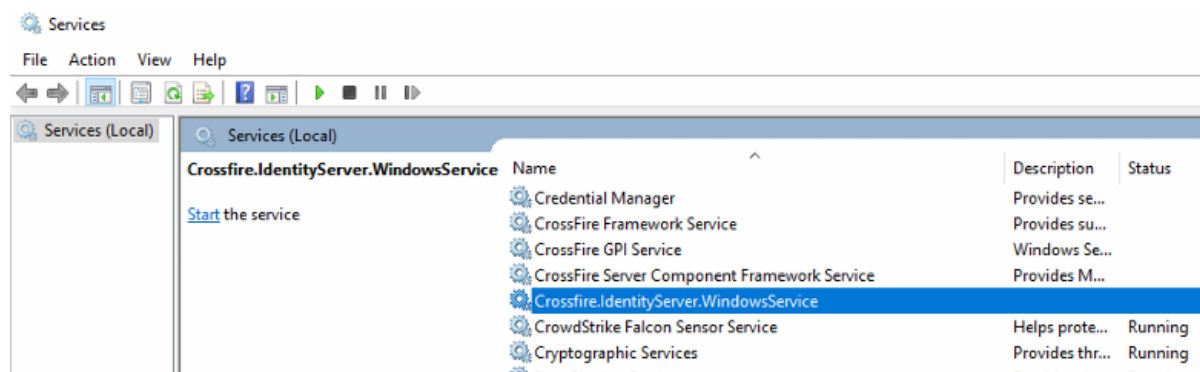 Services
File Action View Help
Services (Local)
Services (Local)
Crossfire.IdentityServer.WindowsService
Start the service
Name Description Status
Credential Manager Provides se...
CrossFire Framework Service Provides su...
CrossFire GPI Service Windows Se...
CrossFire Server Component Framework Service Provides M...
Crossfire.IdentityServer.WindowsService
CrowdStrike Falcon Sensor Service Helps prote... Running
Cryptographic Services Provides thr... Running